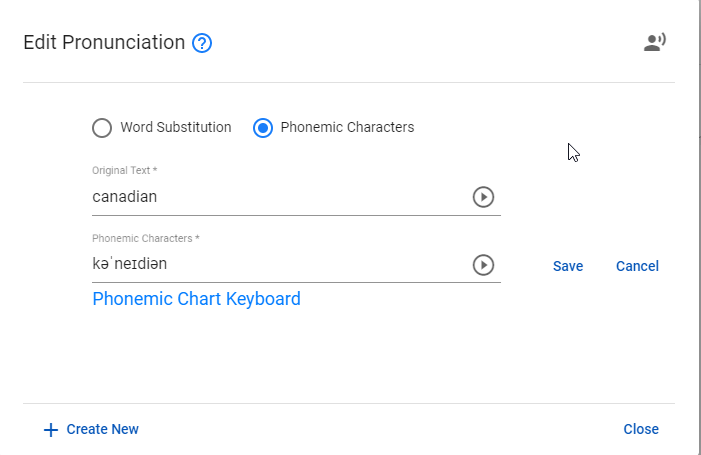 Edit Pronunciation ?
Word Substitution Phonemic Characters
Original Text *
canadian
Phonemic Characters *
kəˈneɪdiən
Save Cancel
Phonemic Chart Keyboard
+ Create New Close